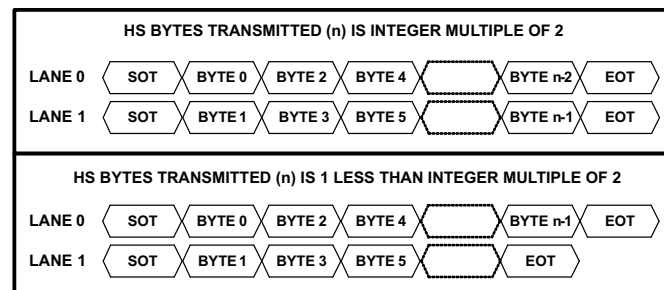 HS BYTES TRANSMITTED (n) IS INTEGER MULTIPLE OF 2
LANE 0 SOT BYTE 0 BYTE 2 BYTE 4 BYTE n-2 EOT
LANE 1 SOT BYTE 1 BYTE 3 BYTE 5 BYTE n-1 EOT
HS BYTES TRANSMITTED (n) IS 1 LESS THAN INTEGER MULTIPLE OF 2
LANE 0 SOT BYTE 0 BYTE 2 BYTE 4 BYTE n-1 EOT
LANE 1 SOT BYTE 1 BYTE 3 BYTE 5 EOT